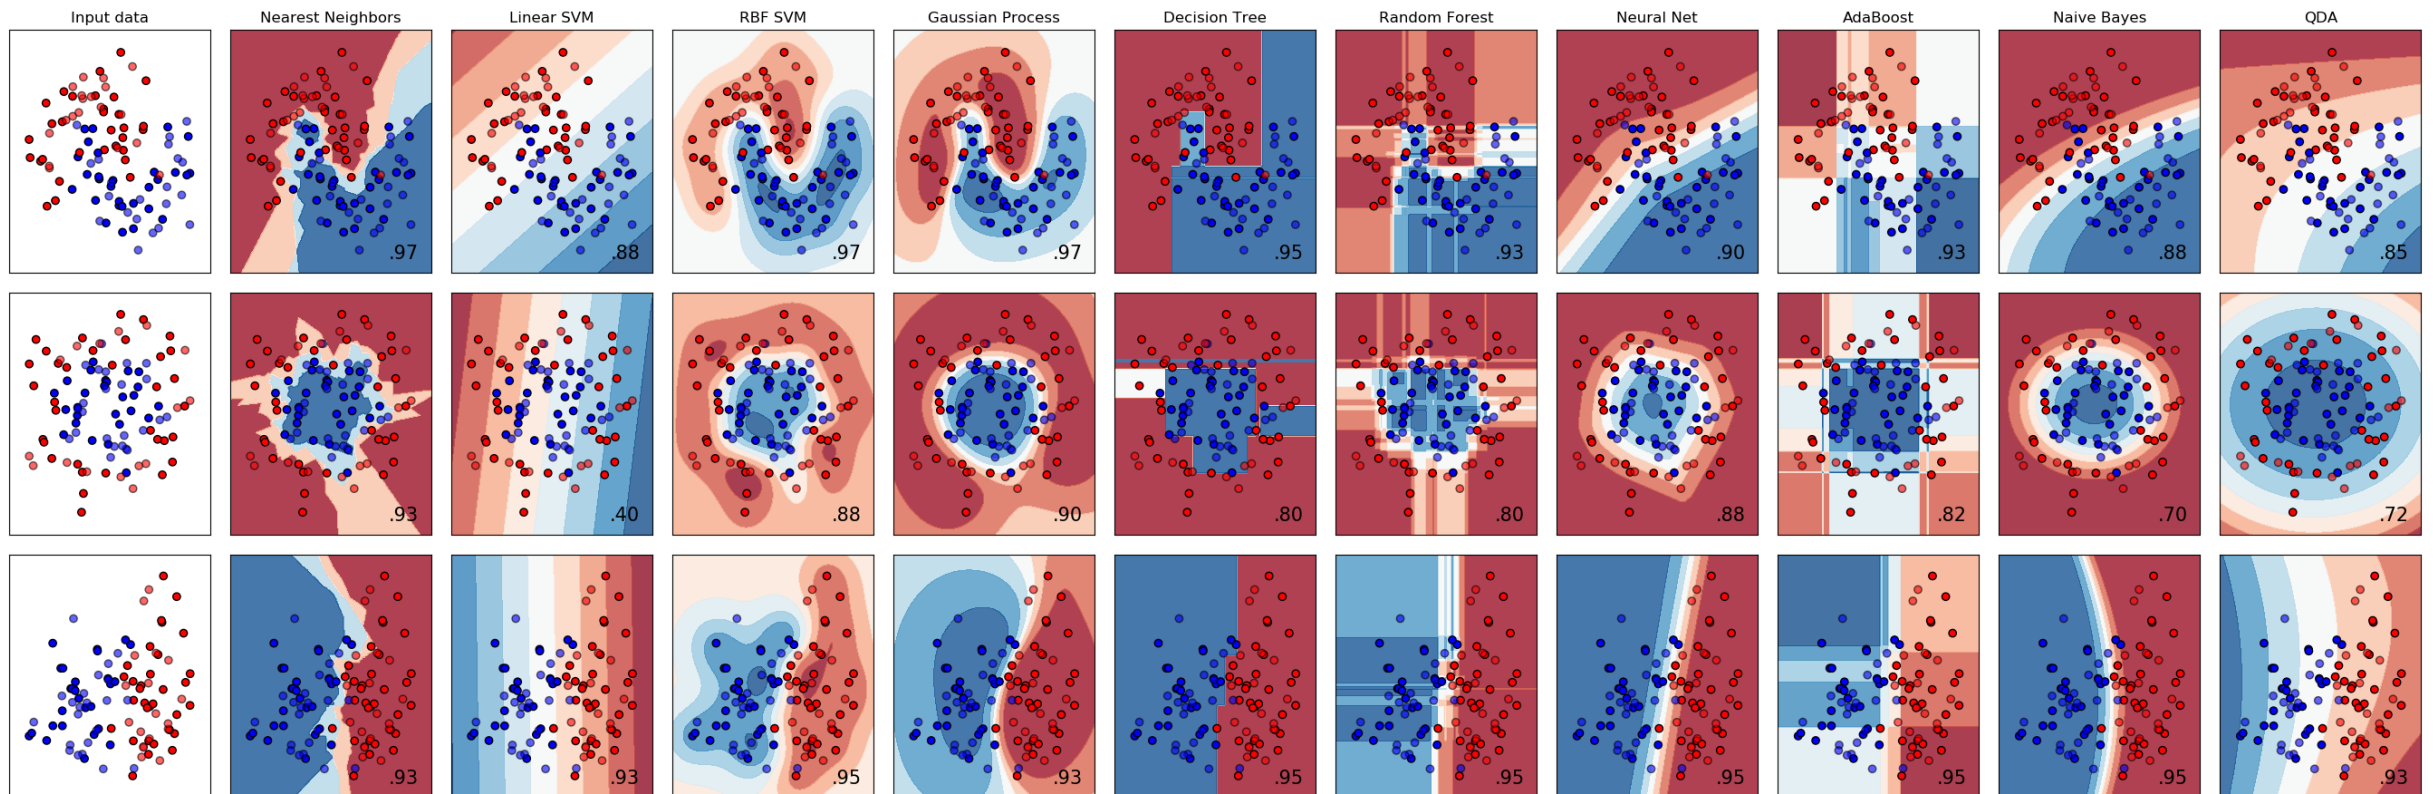 Input data
Nearest Neighbors
Linear SVM
RBF SVM
Gaussian Process
Decision Tree
Random Forest
Neural Net
AdaBoost
Naive Bayes
QDA
.97
.88
.97
.97
.95
.93
.90
.93
.88
.85
.93
.40
.88
.90
.80
.80
.88
.82
.70
.72
.93
.93
.95
.93
.95
.95
.95
.95
.95
.93